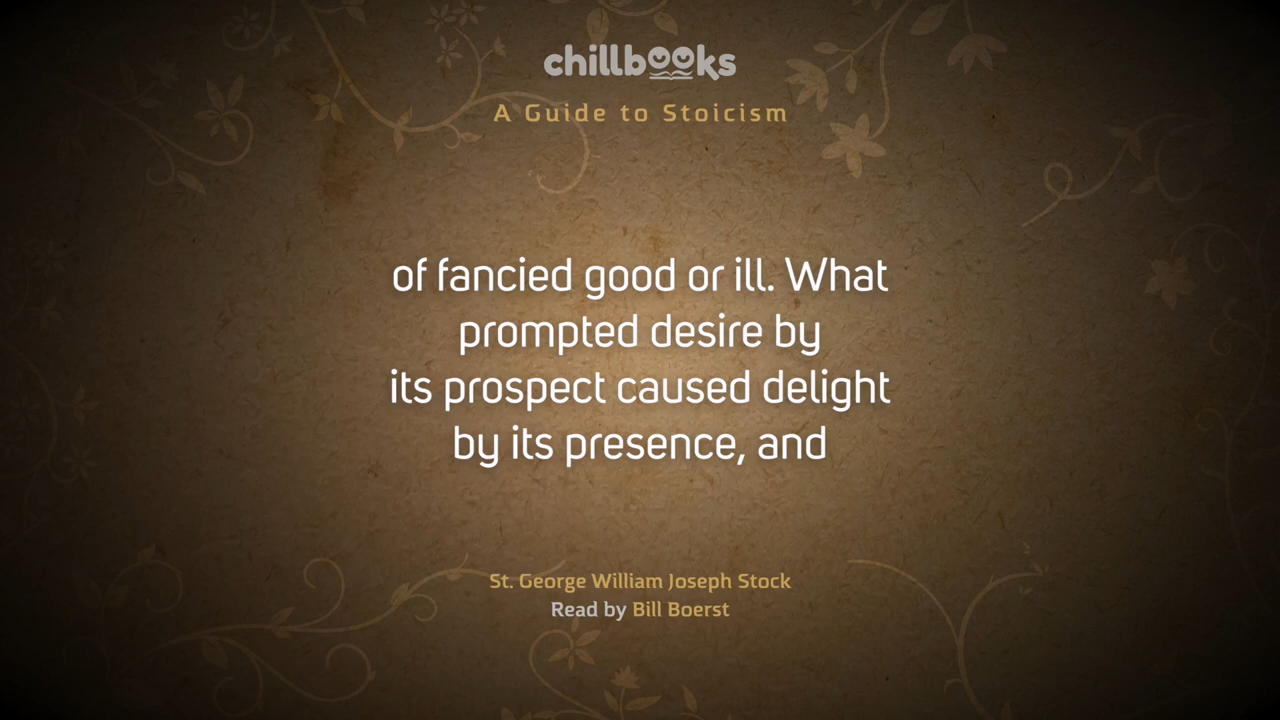 chillbooks
A Guide to Stoicism
of fancied good or ill. What
prompted desire by
its prospect caused delight
by its presence, and
St. George William Joseph Stock
Read by Bill Boerst